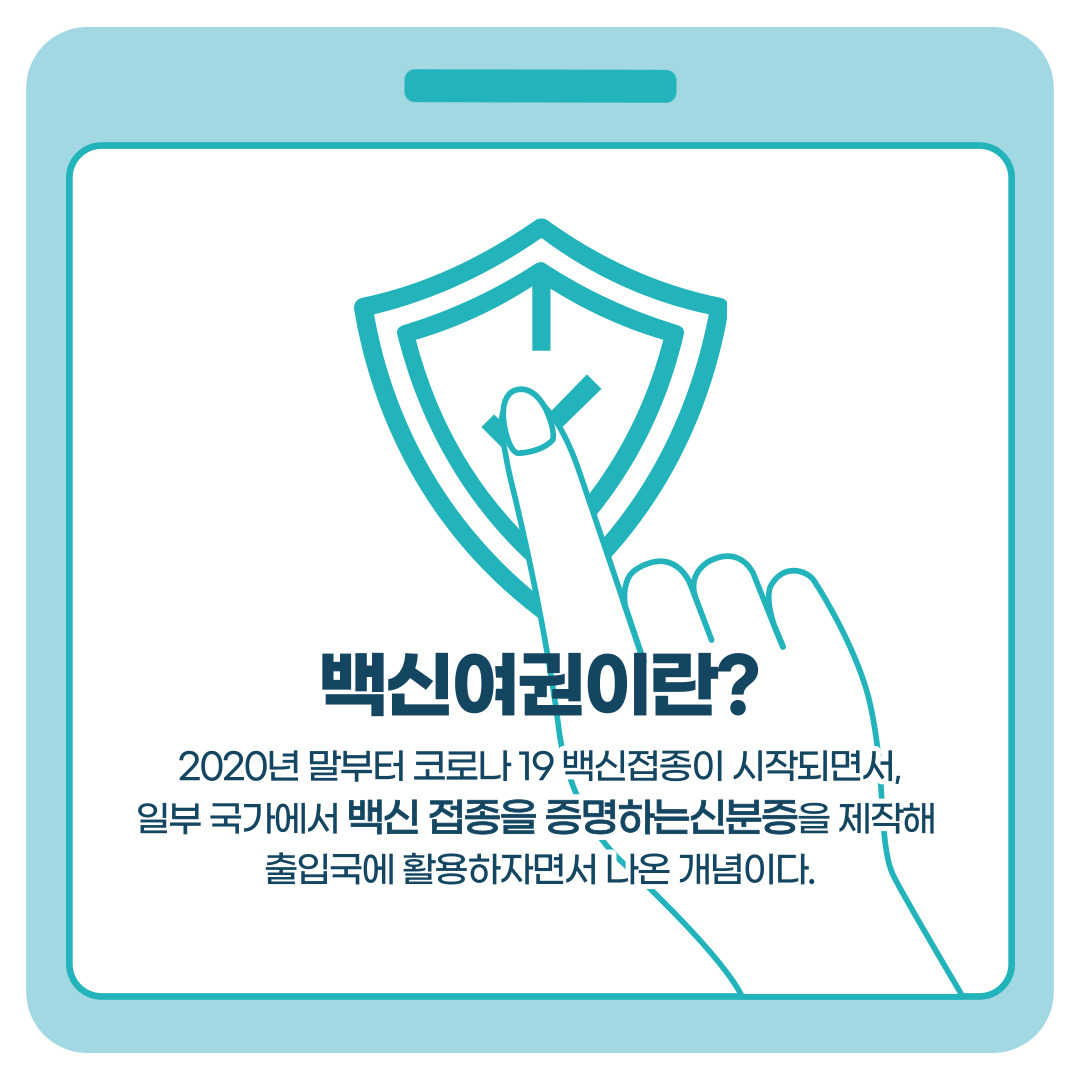 백신여권이란?
2020년 말부터 코로나 19 백신접종이 시작되면서,
일부 국가에서 백신 접종을 증명하는신분증을 제작해
출입국에 활용하자면서 나온 개념이다.